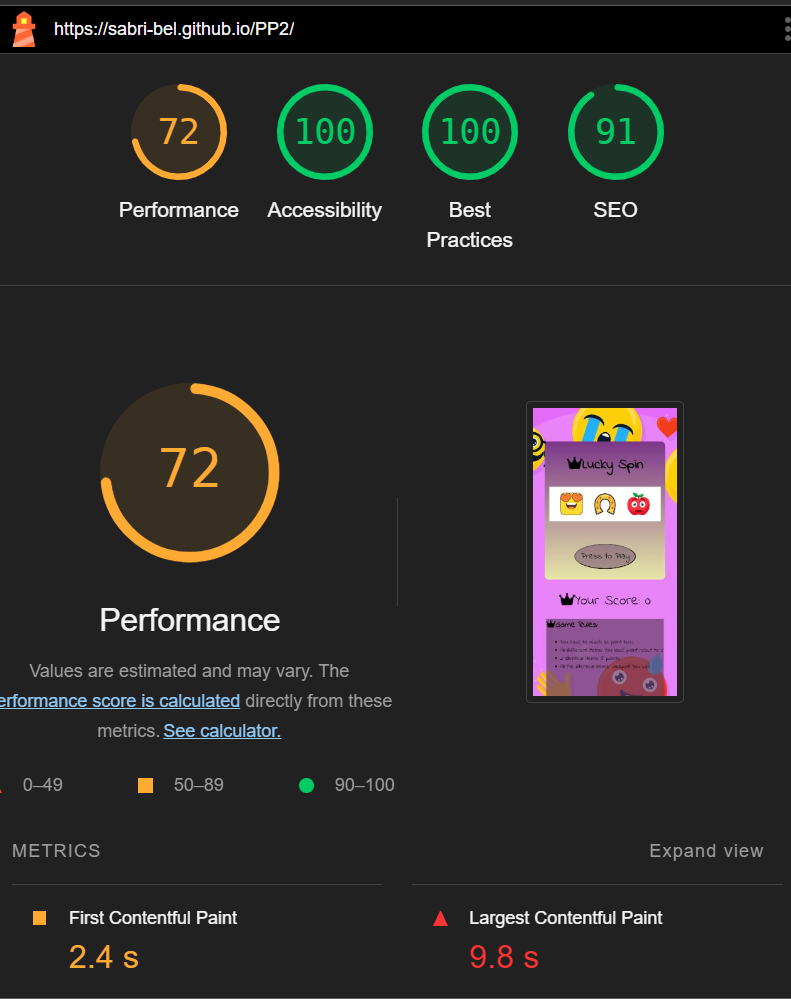 https://sabri-bel.github.io/PP2/
72
100
100
91
Performance
Accessibility
Best
Practices
SEO
72
Performance
Values are estimated and may vary. The
erformance score is calculated directly from these
metrics. See calculator.
0–49
50–89
90–100
Lucky Spin
Press to Play
Your Score: 0
Game Rules
METRICS
Expand view
First Contentful Paint
2.4 s
Largest Contentful Paint
9.8 s